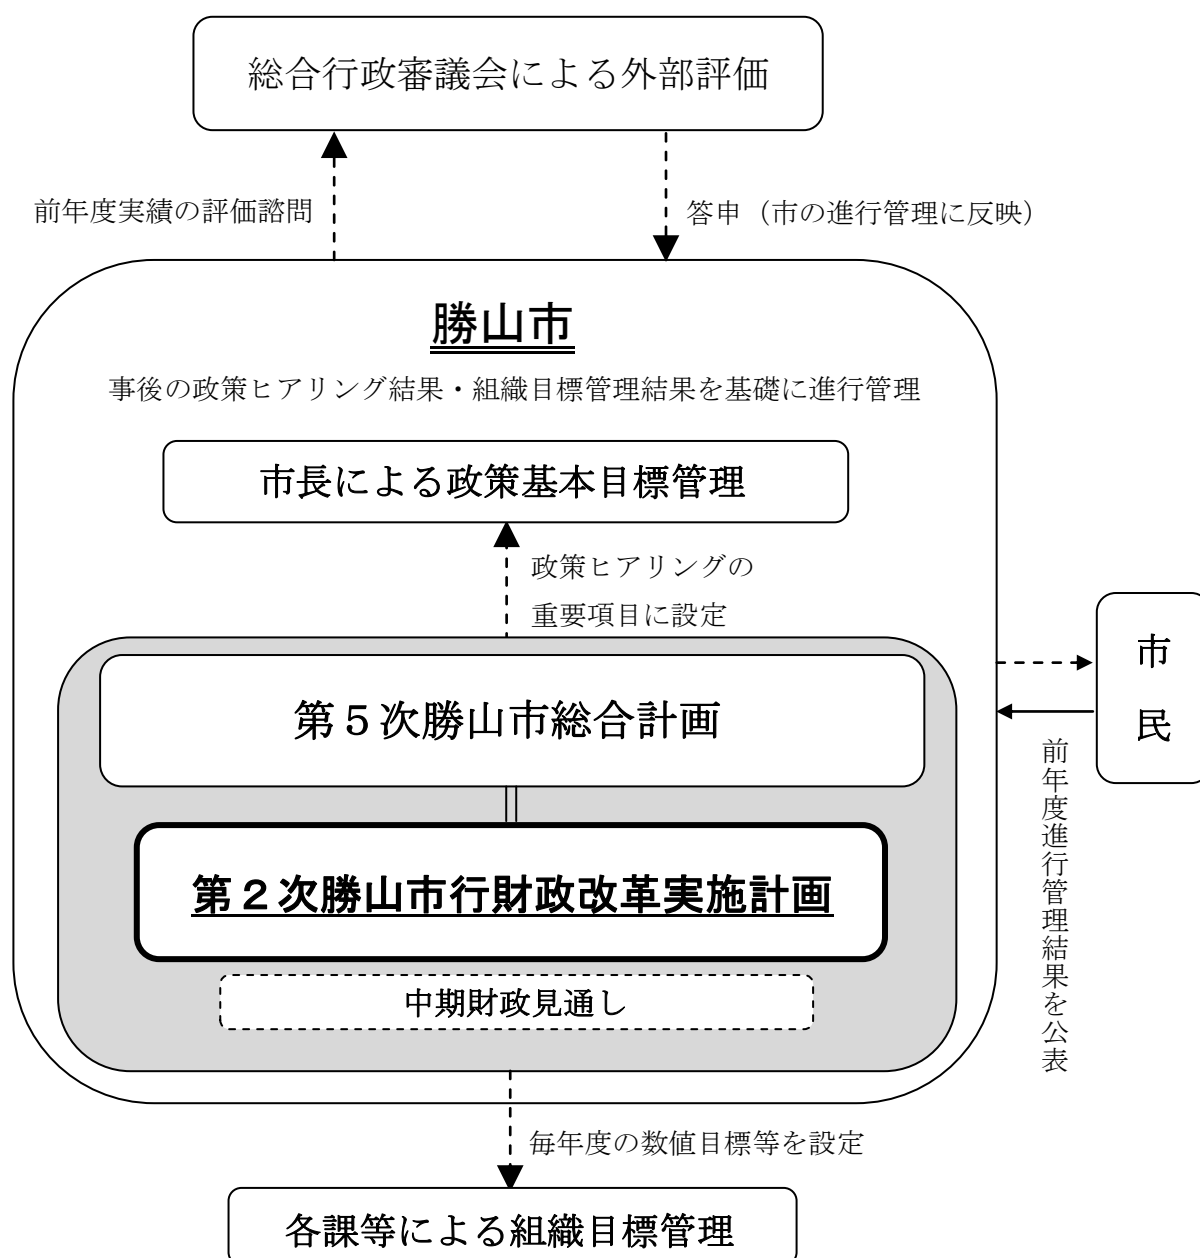 総合行政審議会による外部評価
前年度実績の評価諮問
答申（市の進行管理に反映）
勝山市
事後の政策ヒアリング結果・組織目標管理結果を基礎に進行管理
市長による政策基本目標管理
政策ヒアリングの
重要項目に設定
第５次勝山市総合計画
第２次勝山市行財政改革実施計画
中期財政見通し
市民
前年度進行管理結果を公表
毎年度の数値目標等を設定
各課等による組織目標管理